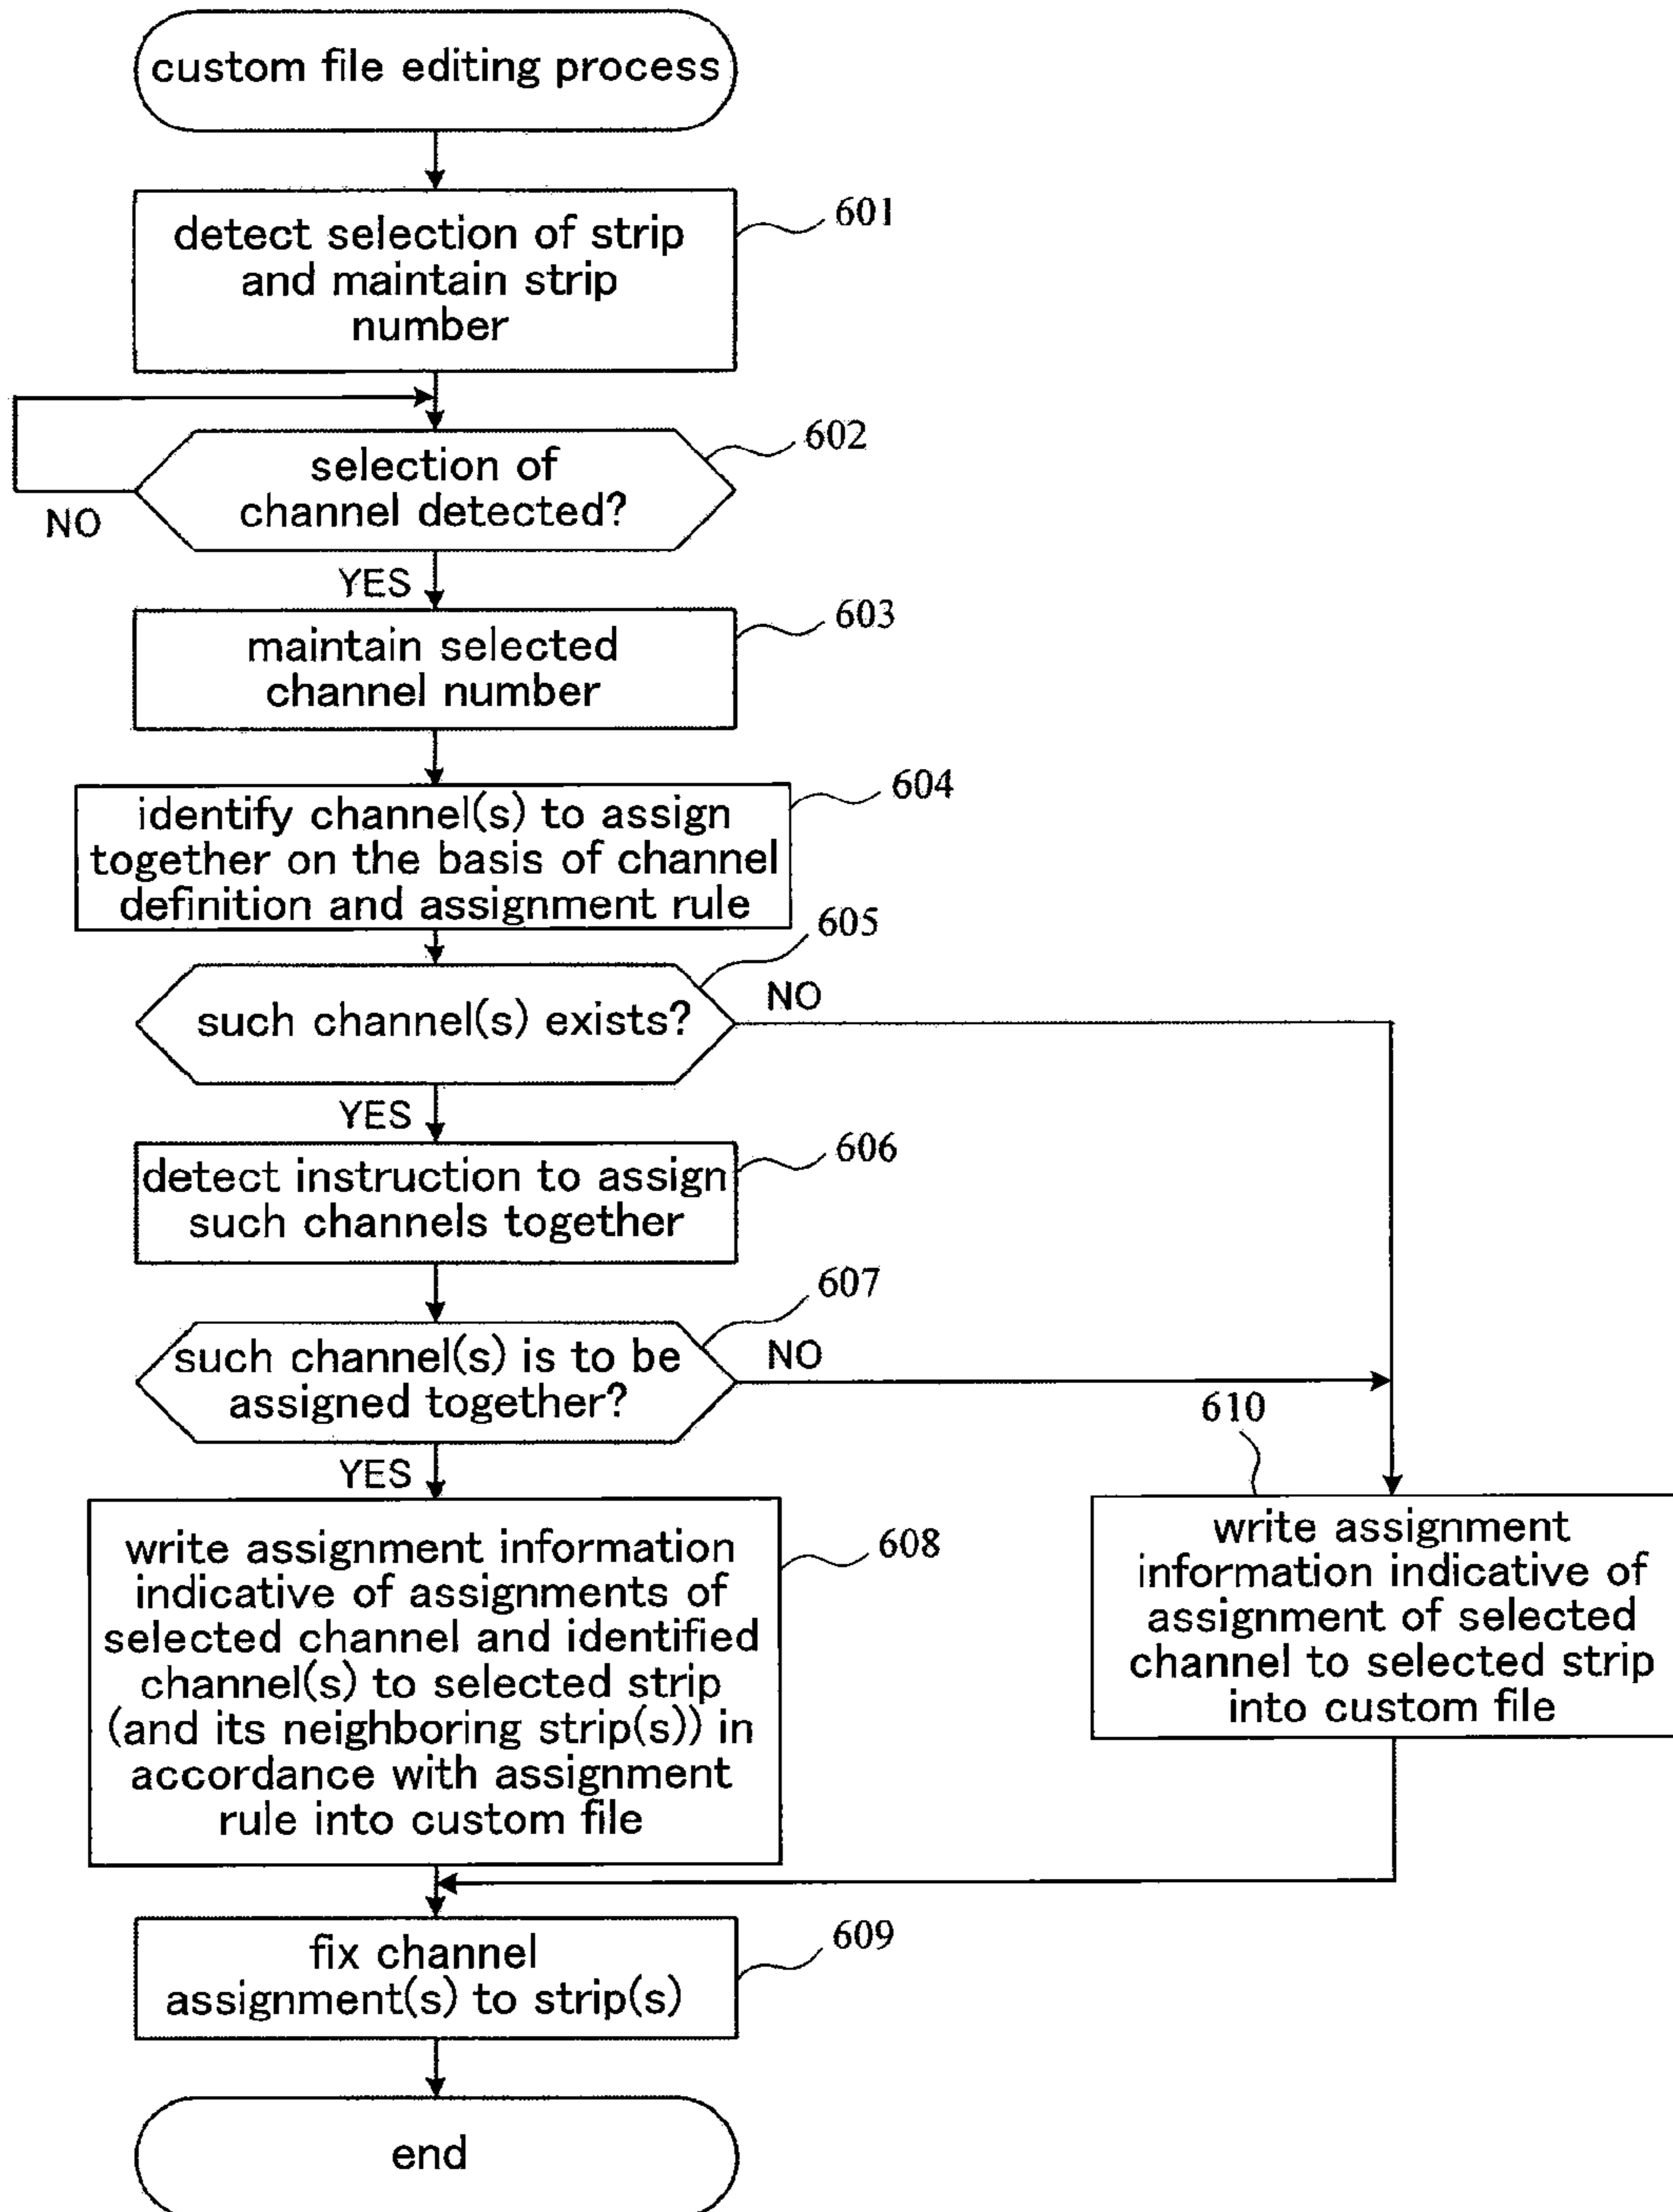 custom file editing process
601
detect selection of strip
and maintain strip
number
602
selection of
channel detected?
NO
YES
603
maintain selected
channel number
604
identify channel(s) to assign
together on the basis of channel
definition and assignment rule
605
such channel(s) exists?
NO
YES
606
detect instruction to assign
such channels together
607
such channel(s) is to be
assigned together?
NO
YES
608
write assignment information
indicative of assignments of
selected channel and identified
channel(s) to selected strip
(and its neighboring strip(s)) in
accordance with assignment
rule into custom file
610
write assignment
information indicative of
assignment of selected
channel to selected strip
into custom file
609
fix channel
assignment(s) to strip(s)
end